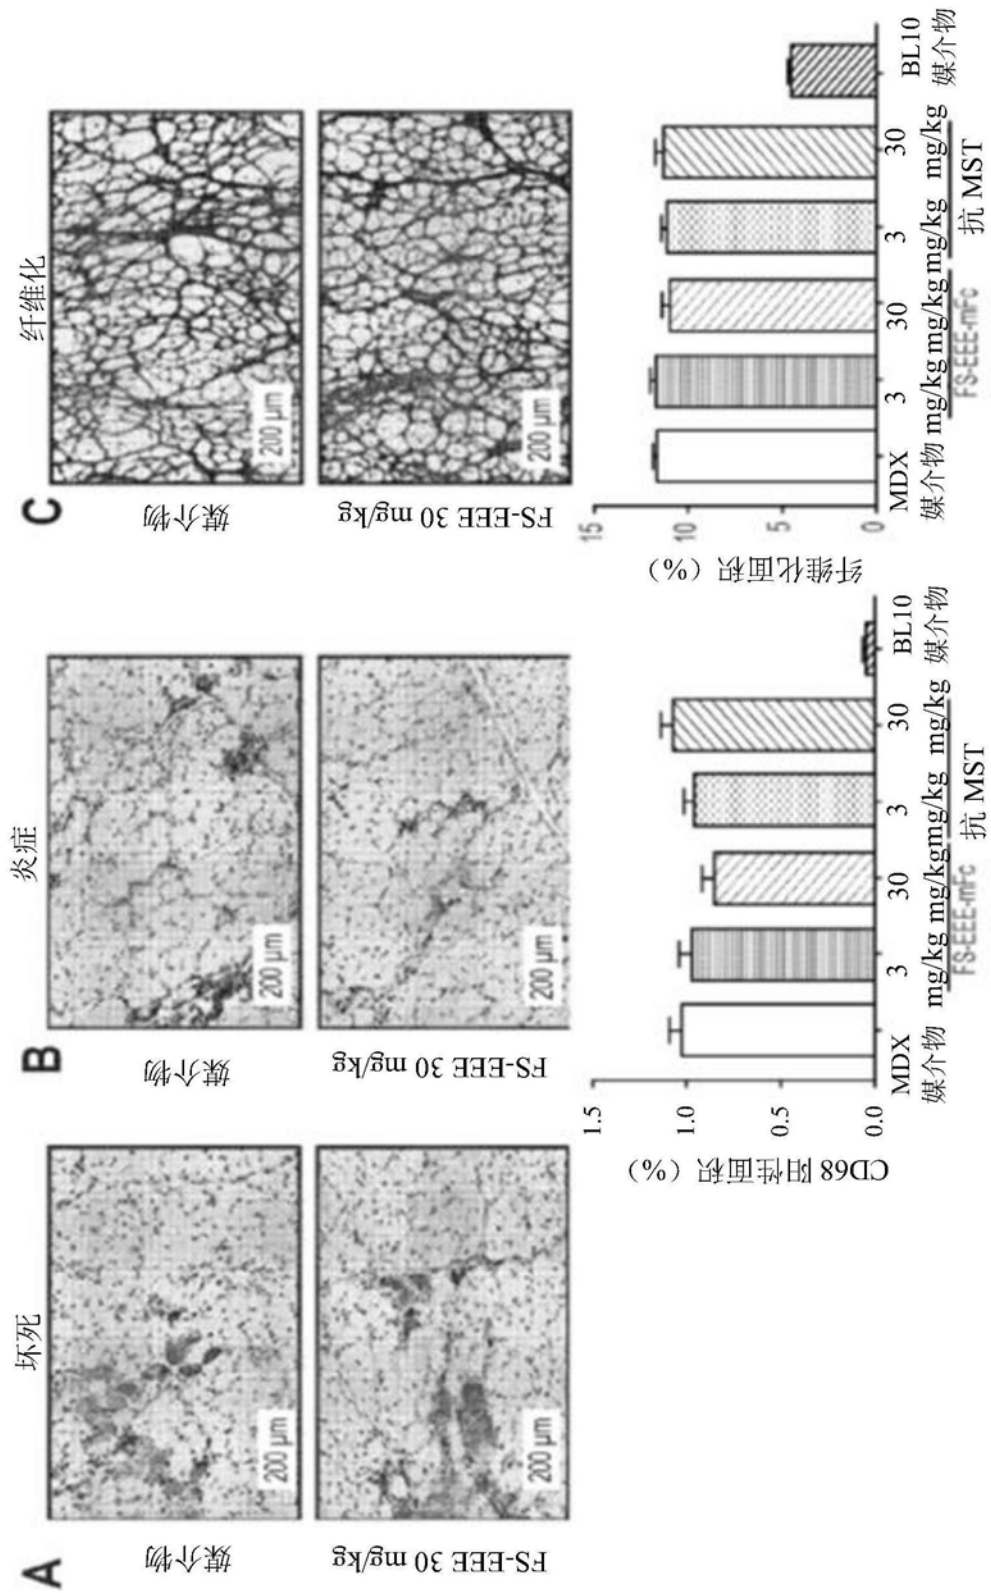 A
坏死
媒介物
200 µm
FS-EEE 30 mg/kg
200 µm
B
炎症
媒介物
200 µm
FS-EEE 30 mg/kg
200 µm
CD68 阳性面积（%）
1.5
1.0
0.5
0.0
MDX 3 30 3 30 BL10
媒介物 mg/kg mg/kg mg/kg mg/kg 媒介物
FS-EEE-mFc 抗 MST
C
纤维化
媒介物
200 µm
FS-EEE 30 mg/kg
200 µm
纤维化面积（%）
15
10
5
0
MDX 3 30 3 30 BL10
媒介物 mg/kg mg/kg mg/kg mg/kg 媒介物
FS-EEE-mFc 抗 MST